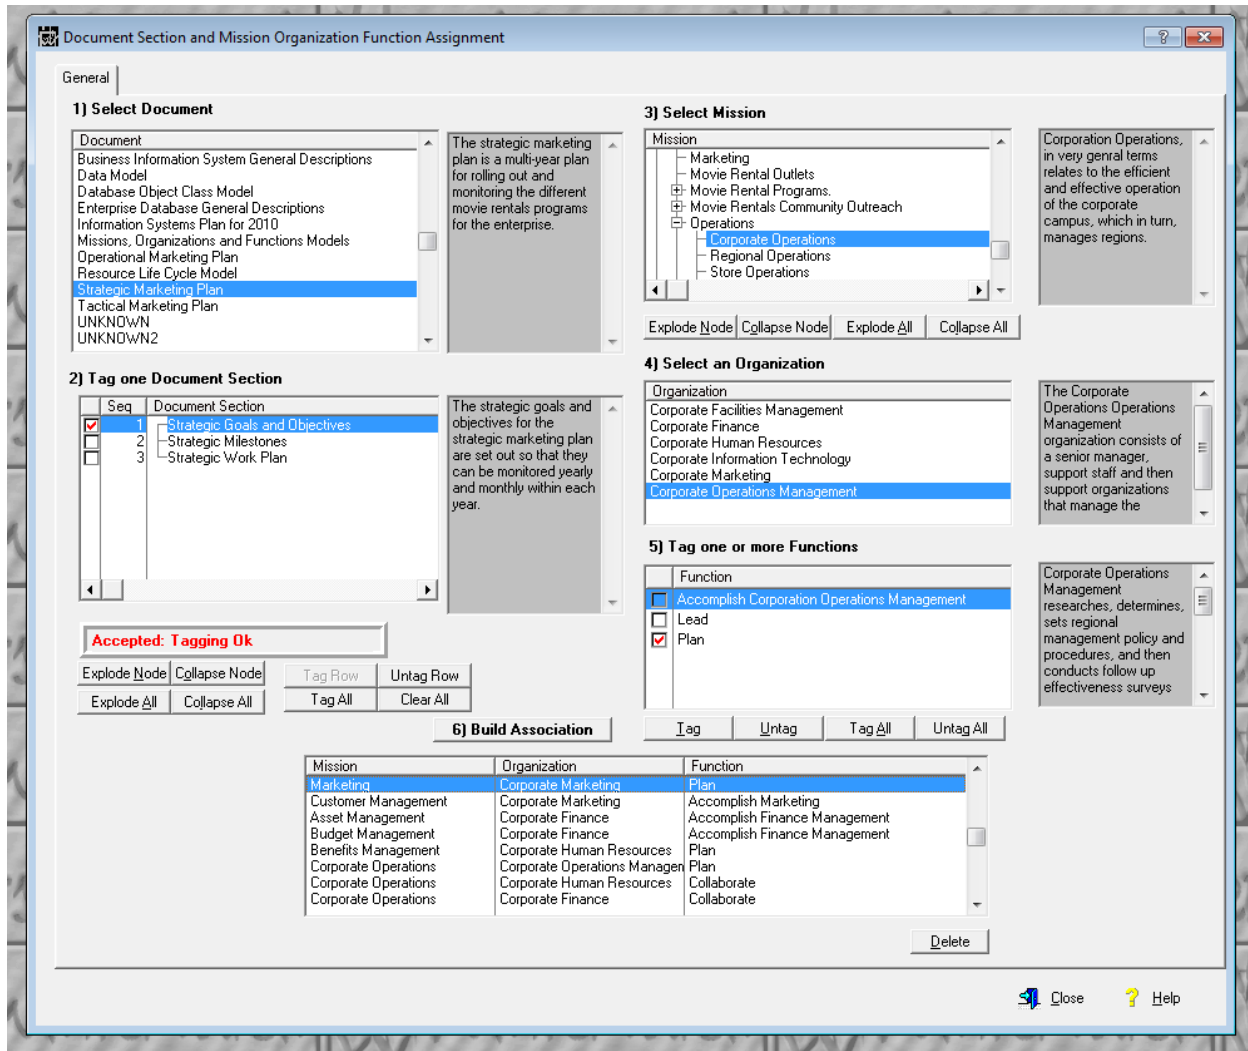 Document Section and Mission Organization Function Assignment
General
1) Select Document
Document
Business Information System General Descriptions
Data Model
Database Object Class Model
Enterprise Database General Descriptions
Information Systems Plan for 2010
Missions, Organizations and Functions Models
Operational Marketing Plan
Resource Life Cycle Model
Strategic Marketing Plan
Tactical Marketing Plan
UNKNOWN
UNKNOWN2
The strategic marketing
plan is a multi-year plan
for rolling out and
monitoring the different
movie rentals programs
for the enterprise.
2) Tag one Document Section
Seq Document Section
1 Strategic Goals and Objectives
2 Strategic Milestones
3 Strategic Work Plan
The strategic goals and
objectives for the
strategic marketing plan
are set out so that they
can be monitored yearly
and monthly within each
year.
Accepted: Tagging Ok
Explode Node Collapse Node Tag Row Untag Row
Explode All Collapse All Tag All Clear All
3) Select Mission
Mission
Marketing
Movie Rental Outlets
Movie Rental Programs.
Movie Rentals Community Outreach
Operations
Corporate Operations
Regional Operations
Store Operations
Corporation Operations,
in very genral terms
relates to the efficient
and effective operation
of the corporate
campus, which in turn,
manages regions.
Explode Node Collapse Node Explode All Collapse All
4) Select an Organization
Organization
Corporate Facilities Management
Corporate Finance
Corporate Human Resources
Corporate Information Technology
Corporate Marketing
Corporate Operations Management
The Corporate
Operations Operations
Management
organization consists of
a senior manager,
support staff and then
support organizations
that manage the
5) Tag one or more Functions
Function
Accomplish Corporation Operations Management
Lead
Plan
Corporate Operations
Management
researches, determines,
sets regional
management policy and
procedures, and then
conducts follow up
effectiveness surveys
Tag Untag Tag All Untag All
6) Build Association
Mission Organization Function
Marketing Corporate Marketing Plan
Customer Management Corporate Marketing Accomplish Marketing
Asset Management Corporate Finance Accomplish Finance Management
Budget Management Corporate Finance Accomplish Finance Management
Benefits Management Corporate Human Resources Plan
Corporate Operations Corporate Operations Managen Plan
Corporate Operations Corporate Human Resources Collaborate
Corporate Operations Corporate Finance Collaborate
Delete
Close ? Help